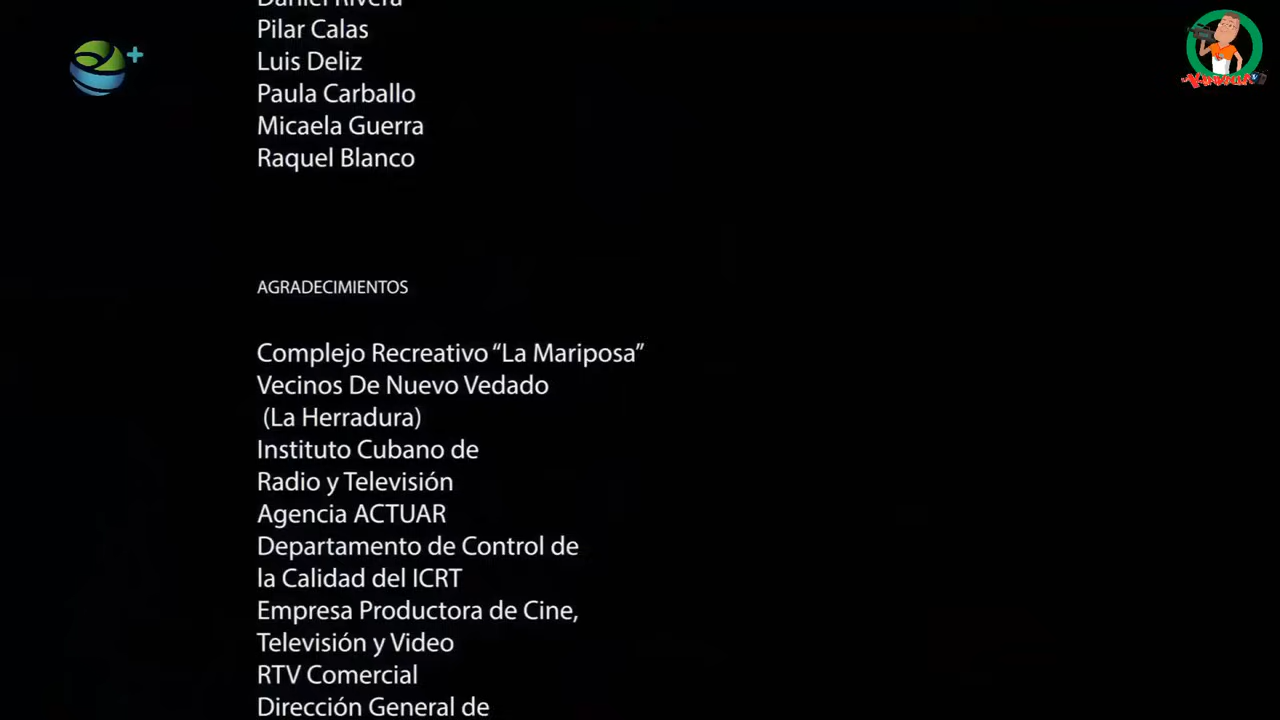 Daniel Rivera
Pilar Calas
Luis Deliz
Paula Carballo
Micaela Guerra
Raquel Blanco
AGRADECIMIENTOS
Complejo Recreativo “La Mariposa”
Vecinos De Nuevo Vedado
(La Herradura)
Instituto Cubano de
Radio y Televisión
Agencia ACTUAR
Departamento de Control de
la Calidad del ICRT
Empresa Productora de Cine,
Televisión y Video
RTV Comercial
Dirección General de